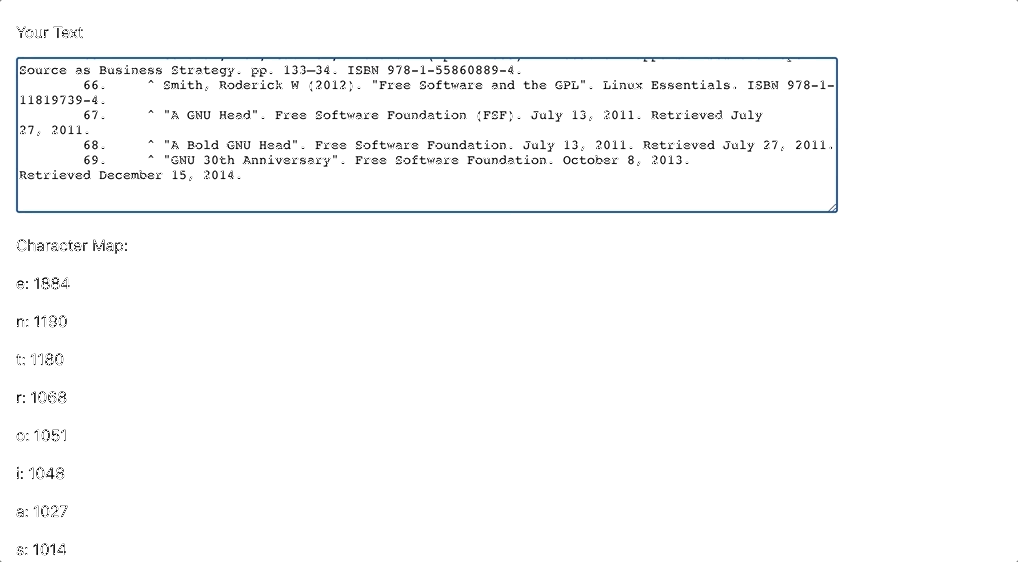 Your Text
Source as Business Strategy. pp. 133–34. ISBN 978-1-55860889-4.
66. ^ Smith, Roderick W (2012). "Free Software and the GPL". Linux Essentials. ISBN 978-1-
11819739-4.
67. ^ "A GNU Head". Free Software Foundation (FSF). July 13, 2011. Retrieved July
27, 2011.
68. ^ "A Bold GNU Head". Free Software Foundation. July 13, 2011. Retrieved July 27, 2011.
69. ^ "GNU 30th Anniversary". Free Software Foundation. October 8, 2013.
Retrieved December 15, 2014.
Character Map:
e: 1884
n: 1180
t: 1180
r: 1068
o: 1051
i: 1048
a: 1027
s: 1014